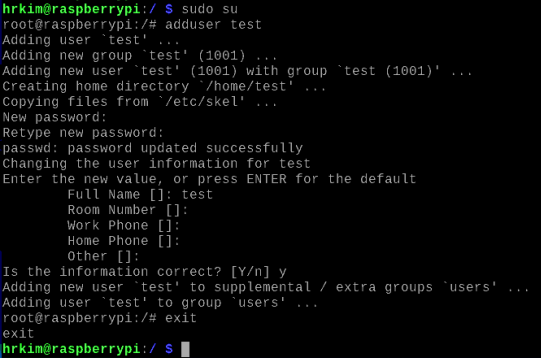 hrkim@raspberrypi:/ $ sudo su
root@raspberrypi:/# adduser test
Adding user `test' ...
Adding new group `test' (1001) ...
Adding new user `test' (1001) with group `test (1001)' ...
Creating home directory `/home/test' ...
Copying files from `/etc/skel' ...
New password:
Retype new password:
passwd: password updated successfully
Changing the user information for test
Enter the new value, or press ENTER for the default
        Full Name []: test
        Room Number []:
        Work Phone []:
        Home Phone []:
        Other []:
Is the information correct? [Y/n] y
Adding new user `test' to supplemental / extra groups `users' ...
Adding user `test' to group `users' ...
root@raspberrypi:/# exit
exit
hrkim@raspberrypi:/ $